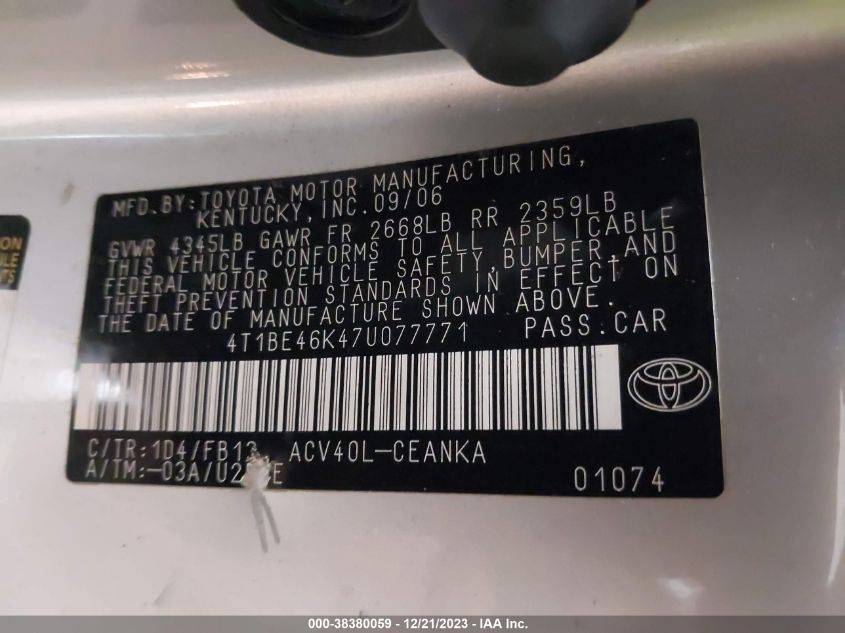 MFD.BY:TOYOTA MOTOR MANUFACTURING,
KENTUCKY,INC.09/06
GVWR 4345LB GAWR FR 2668LB RR 2359LB
THIS VEHICLE CONFORMS TO ALL APPLICABLE
FEDERAL MOTOR VEHICLE SAFETY,BUMPER,AND
THEFT PREVENTION STANDARDS IN EFFECT ON
THE DATE OF MANUFACTURE SHOWN ABOVE.
4T1BE46K47U077771 PASS.CAR
C/TR:1D4/FB13 ACV40L-CEANKA
A/TM:-03A/ 01074
000-38380059 - 12/21/2023 - IAA Inc.